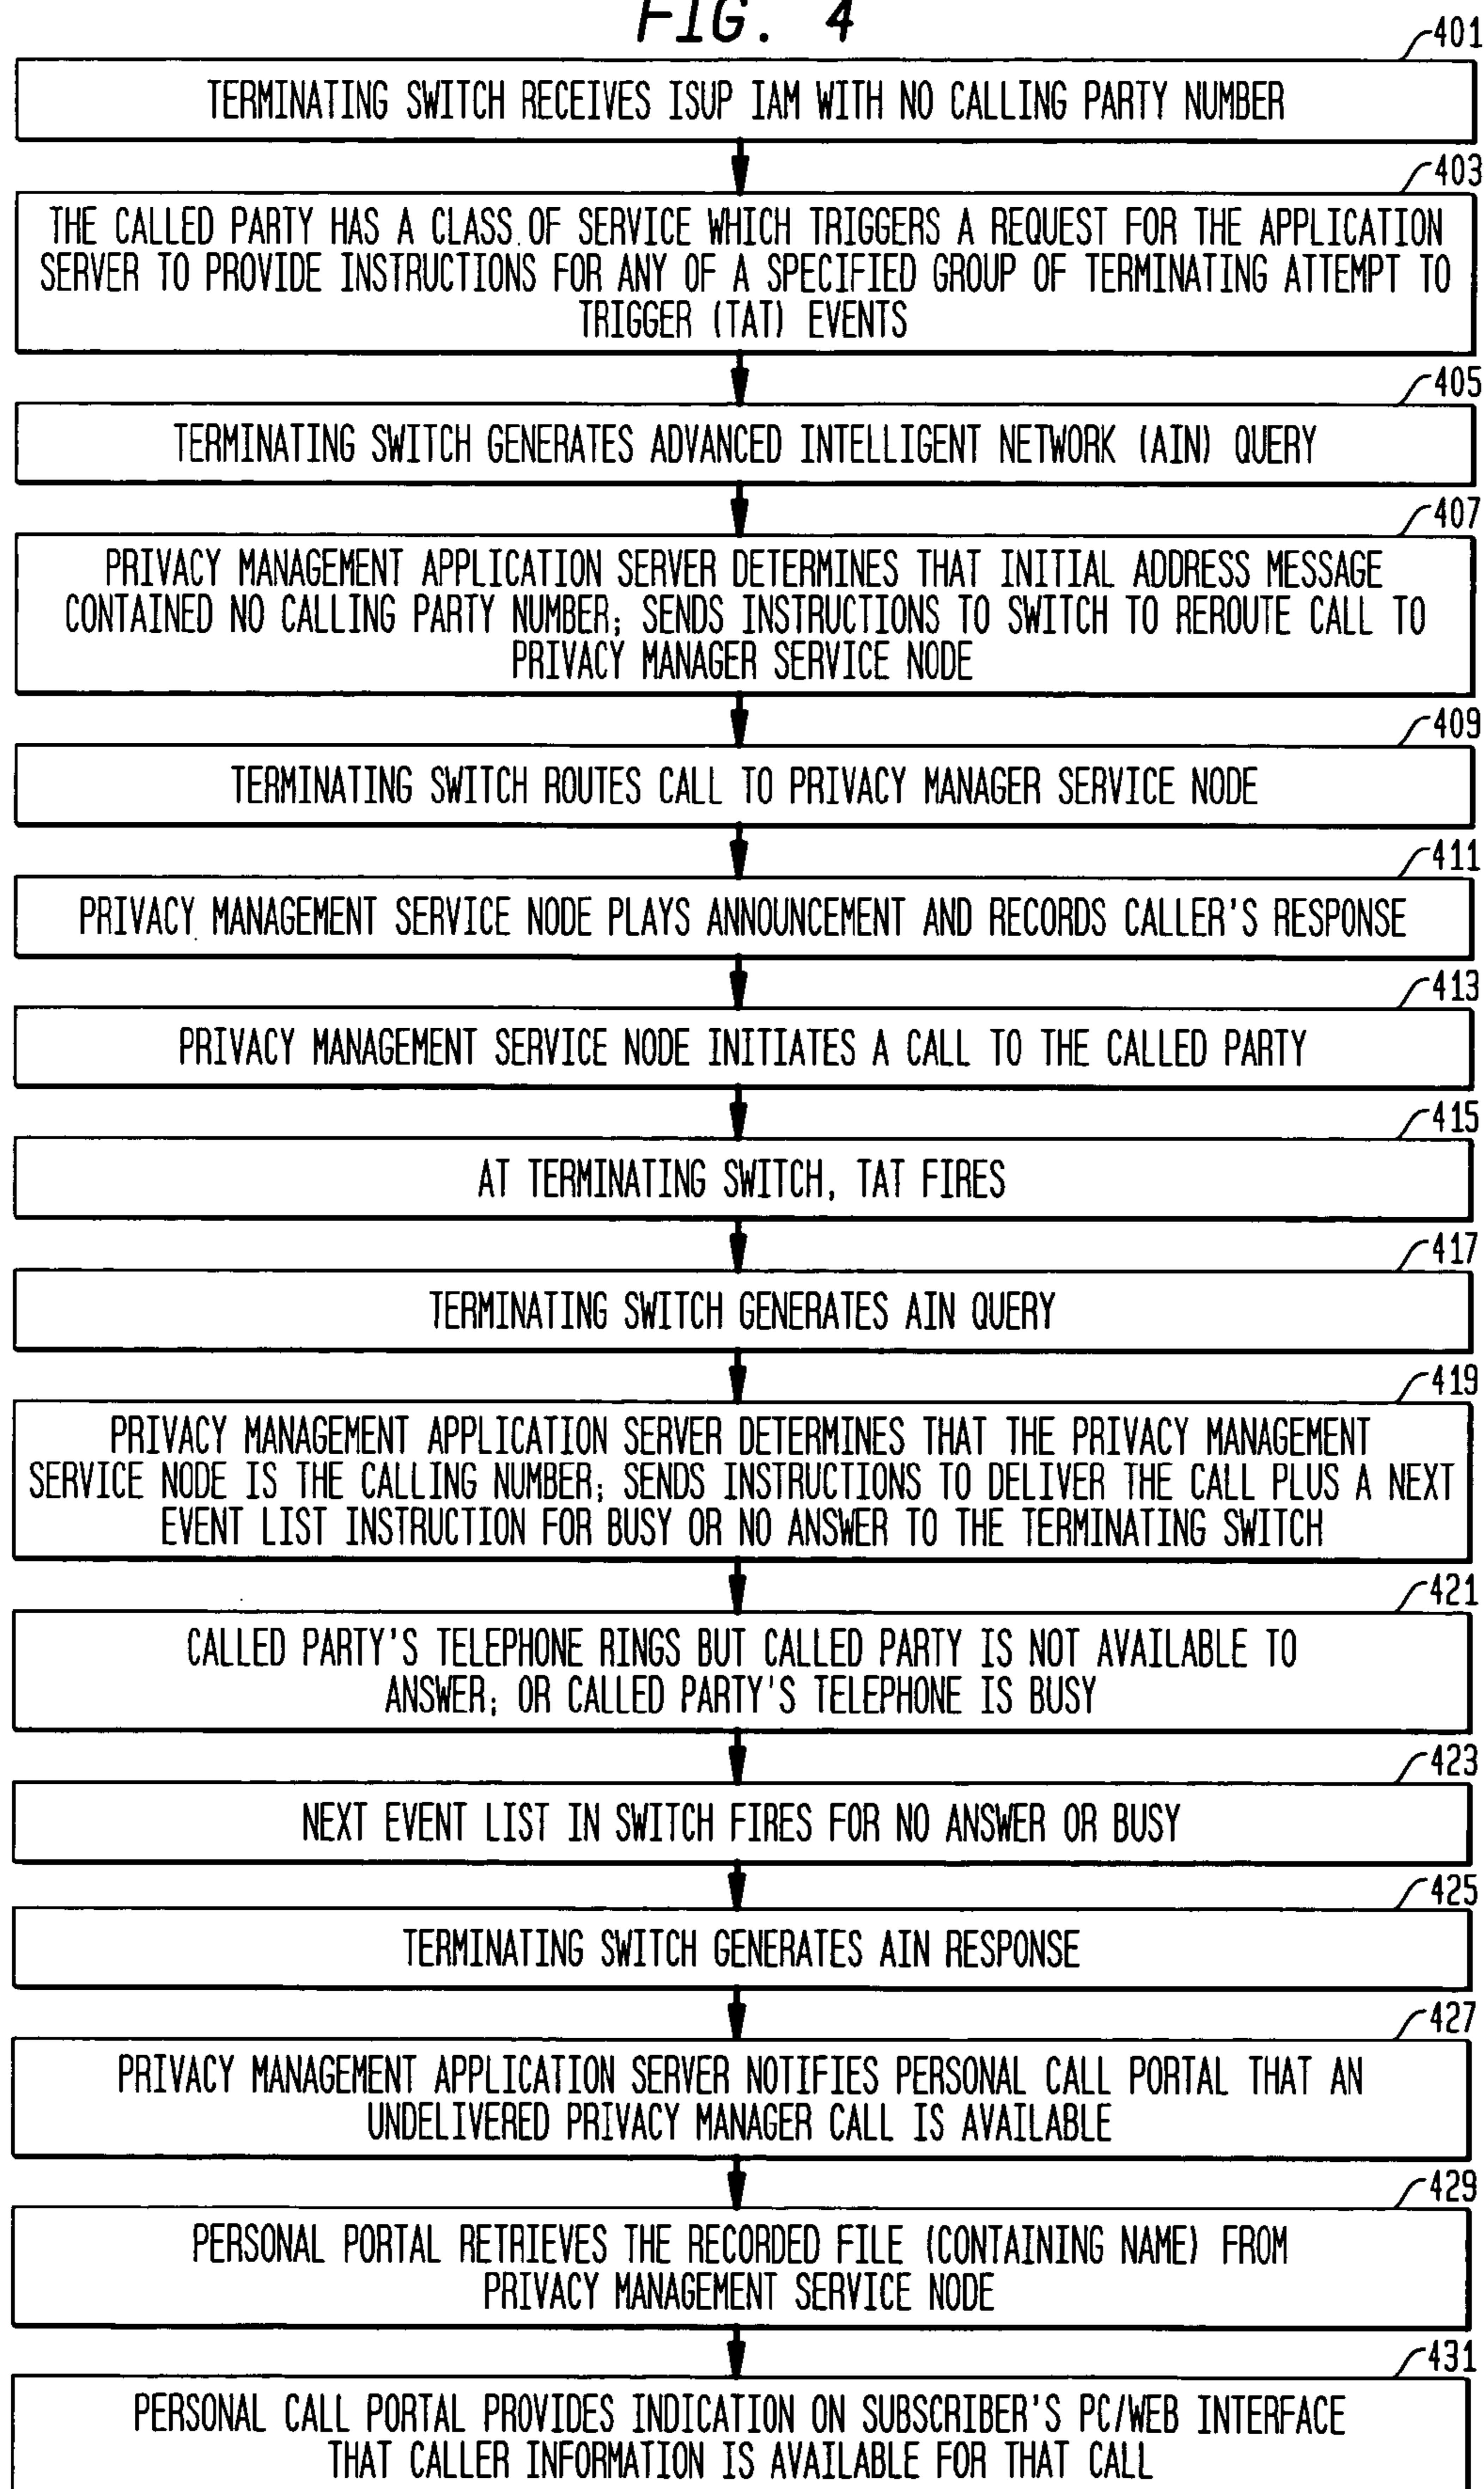 FIG. 4
401
TERMINATING SWITCH RECEIVES ISUP IAM WITH NO CALLING PARTY NUMBER
403
THE CALLED PARTY HAS A CLASS OF SERVICE WHICH TRIGGERS A REQUEST FOR THE APPLICATION
SERVER TO PROVIDE INSTRUCTIONS FOR ANY OF A SPECIFIED GROUP OF TERMINATING ATTEMPT TO
TRIGGER (TAT) EVENTS
405
TERMINATING SWITCH GENERATES ADVANCED INTELLIGENT NETWORK (AIN) QUERY
407
PRIVACY MANAGEMENT APPLICATION SERVER DETERMINES THAT INITIAL ADDRESS MESSAGE
CONTAINED NO CALLING PARTY NUMBER; SENDS INSTRUCTIONS TO SWITCH TO REROUTE CALL TO
PRIVACY MANAGER SERVICE NODE
409
TERMINATING SWITCH ROUTES CALL TO PRIVACY MANAGER SERVICE NODE
411
PRIVACY MANAGEMENT SERVICE NODE PLAYS ANNOUNCEMENT AND RECORDS CALLER'S RESPONSE
413
PRIVACY MANAGEMENT SERVICE NODE INITIATES A CALL TO THE CALLED PARTY
415
AT TERMINATING SWITCH, TAT FIRES
417
TERMINATING SWITCH GENERATES AIN QUERY
419
PRIVACY MANAGEMENT APPLICATION SERVER DETERMINES THAT THE PRIVACY MANAGEMENT
SERVICE NODE IS THE CALLING NUMBER; SENDS INSTRUCTIONS TO DELIVER THE CALL PLUS A NEXT
EVENT LIST INSTRUCTION FOR BUSY OR NO ANSWER TO THE TERMINATING SWITCH
421
CALLED PARTY'S TELEPHONE RINGS BUT CALLED PARTY IS NOT AVAILABLE TO
ANSWER; OR CALLED PARTY'S TELEPHONE IS BUSY
423
NEXT EVENT LIST IN SWITCH FIRES FOR NO ANSWER OR BUSY
425
TERMINATING SWITCH GENERATES AIN RESPONSE
427
PRIVACY MANAGEMENT APPLICATION SERVER NOTIFIES PERSONAL CALL PORTAL THAT AN
UNDELIVERED PRIVACY MANAGER CALL IS AVAILABLE
429
PERSONAL PORTAL RETRIEVES THE RECORDED FILE (CONTAINING NAME) FROM
PRIVACY MANAGEMENT SERVICE NODE
431
PERSONAL CALL PORTAL PROVIDES INDICATION ON SUBSCRIBER'S PC/WEB INTERFACE
THAT CALLER INFORMATION IS AVAILABLE FOR THAT CALL